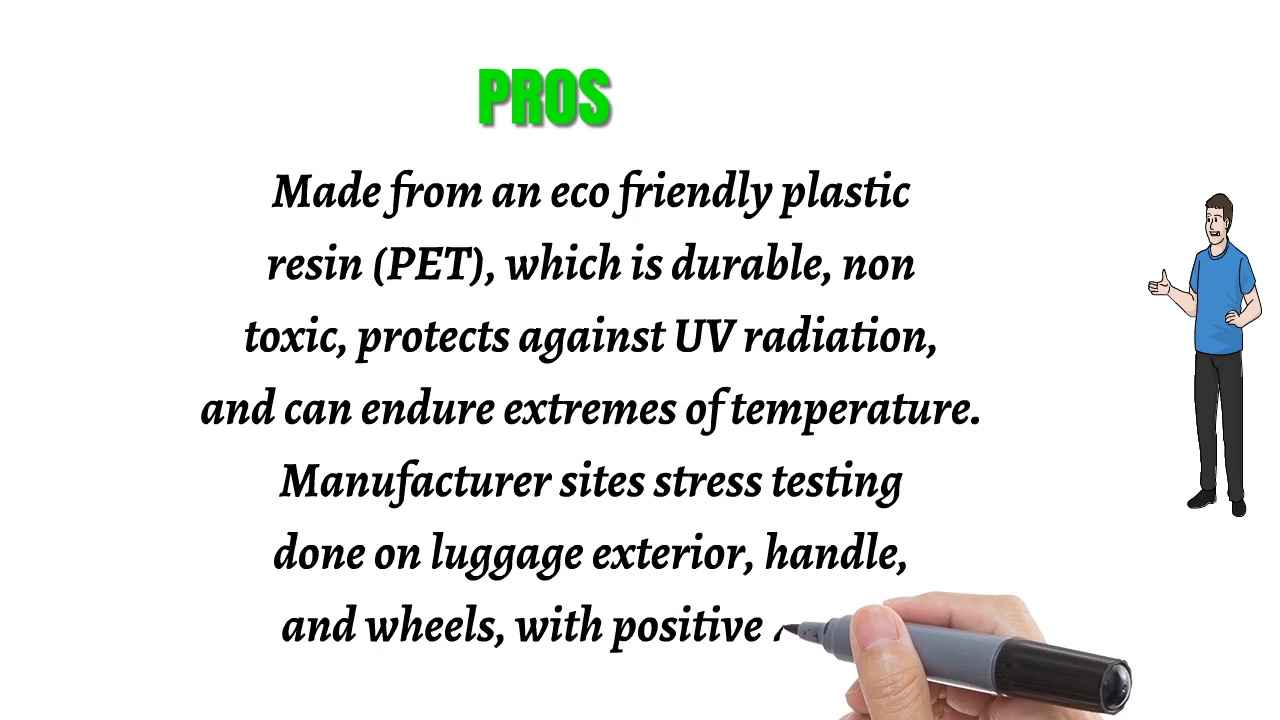 PROS
Made from an eco friendly plastic
resin (PET), which is durable, non
toxic, protects against UV radiation,
and can endure extremes of temperature.
Manufacturer sites stress testing
done on luggage exterior, handle,
and wheels, with positive